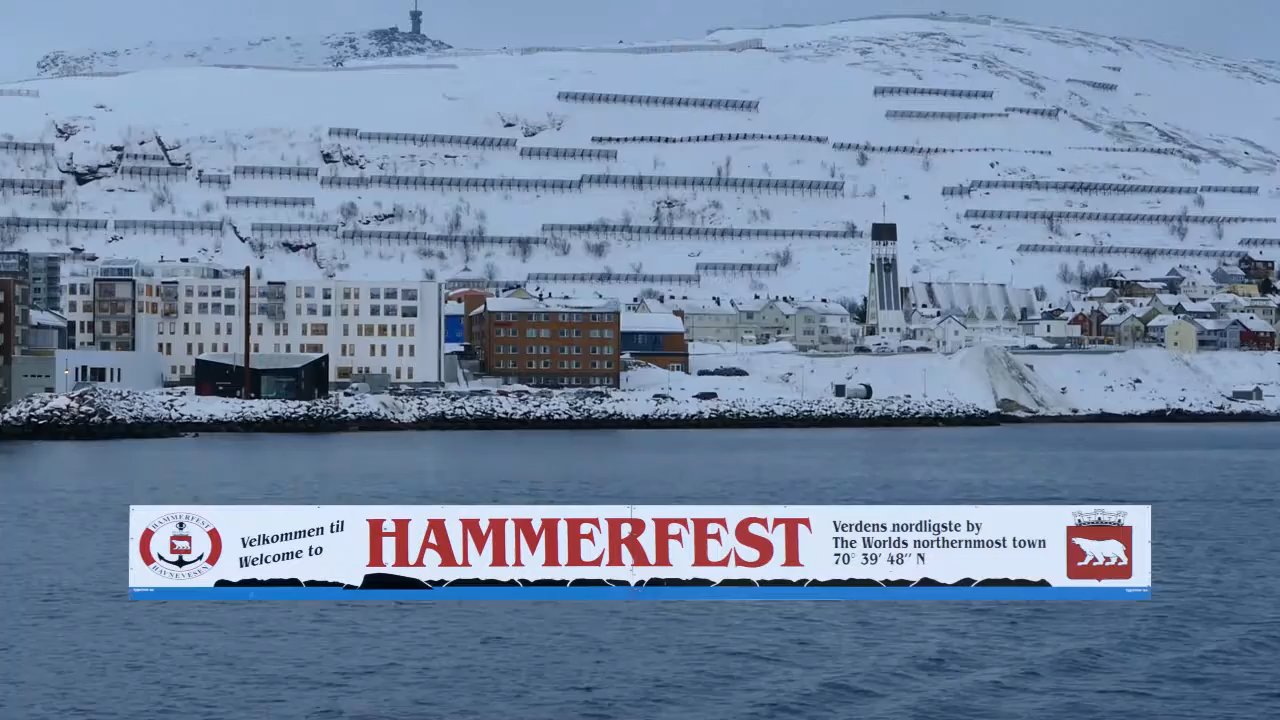 HAMMERFEST
HAVNEVESEN
Velkommen til
Welcome to
HAMMERFEST
Verdens nordligste by
The Worlds northernmost town
70° 39′ 48″ N